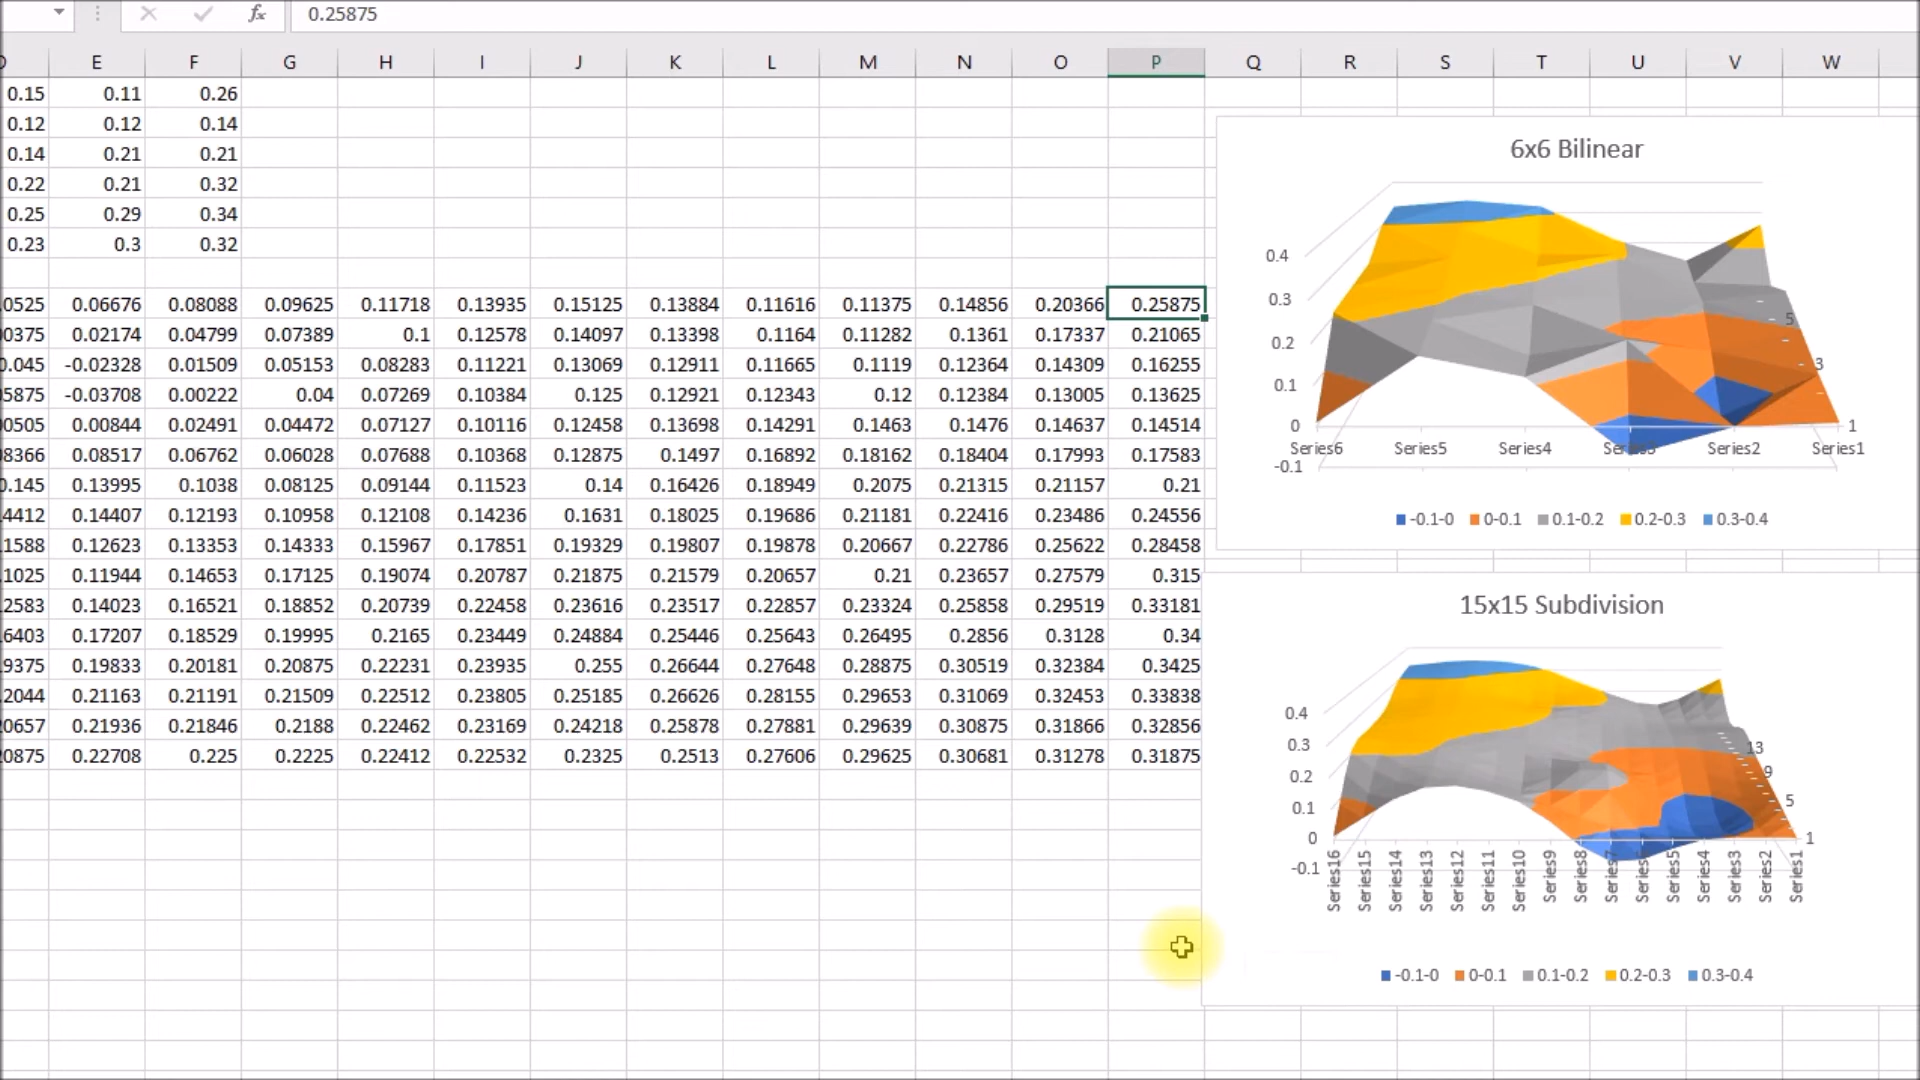 fx 0.25875
E F G H I J K L M N O P Q R S T U V W
0.15 0.11 0.26
0.12 0.12 0.14
0.14 0.21 0.21
0.22 0.21 0.32
0.25 0.29 0.34
0.23 0.3 0.32
0525 0.06676 0.08088 0.09625 0.11718 0.13935 0.15125 0.13884 0.11616 0.11375 0.14856 0.20366 0.25875
00375 0.02174 0.04799 0.07389 0.1 0.12578 0.14097 0.13398 0.1164 0.11282 0.1361 0.17337 0.21065
.045 -0.02328 0.01509 0.05153 0.08283 0.11221 0.13069 0.12911 0.11665 0.1119 0.12364 0.14309 0.16255
5875 -0.03708 0.00222 0.04 0.07269 0.10384 0.125 0.12921 0.12343 0.12 0.12384 0.13005 0.13625
00505 0.00844 0.02491 0.04472 0.07127 0.10116 0.12458 0.13698 0.14291 0.1463 0.1476 0.14637 0.14514
8366 0.08517 0.06762 0.06028 0.07688 0.10368 0.12875 0.1497 0.16892 0.18162 0.18404 0.17993 0.17583
.145 0.13995 0.1038 0.08125 0.09144 0.11523 0.14 0.16426 0.18949 0.2075 0.21315 0.21157 0.21
4412 0.14407 0.12193 0.10958 0.12108 0.14236 0.1631 0.18025 0.19686 0.21181 0.22416 0.23486 0.24556
1588 0.12623 0.13353 0.14333 0.15967 0.17851 0.19329 0.19807 0.19878 0.20667 0.22786 0.25622 0.28458
1025 0.11944 0.14653 0.17125 0.19074 0.20787 0.21875 0.21579 0.20657 0.21 0.23657 0.27579 0.315
2583 0.14023 0.16521 0.18852 0.20739 0.22458 0.23616 0.23517 0.22857 0.23324 0.25858 0.29519 0.33181
6403 0.17207 0.18529 0.19995 0.2165 0.23449 0.24884 0.25446 0.25643 0.26495 0.2856 0.3128 0.34
9375 0.19833 0.20181 0.20875 0.22231 0.23935 0.255 0.26644 0.27648 0.28875 0.30519 0.32384 0.3425
2044 0.21163 0.21191 0.21509 0.22512 0.23805 0.25185 0.26626 0.28155 0.29653 0.31069 0.32453 0.33838
20657 0.21936 0.21846 0.2188 0.22462 0.23169 0.24218 0.25878 0.27881 0.29639 0.30875 0.31866 0.32856
20875 0.22708 0.225 0.2225 0.22412 0.22532 0.2325 0.2513 0.27606 0.29625 0.30681 0.31278 0.31875
6x6 Bilinear
0.4
0.3
0.2
0.1
0
-0.1
5
3
1
Series6 Series5 Series4 Series3 Series2 Series1
-0.1-0 0-0.1 0.1-0.2 0.2-0.3 0.3-0.4
15x15 Subdivision
0.4
0.3
0.2
0.1
0
-0.1
13
9
5
1
Series16 Series15 Series14 Series13 Series12 Series11 Series10 Series9 Series8 Series5 Series4 Series3 Series2 Series1
-0.1-0 0-0.1 0.1-0.2 0.2-0.3 0.3-0.4